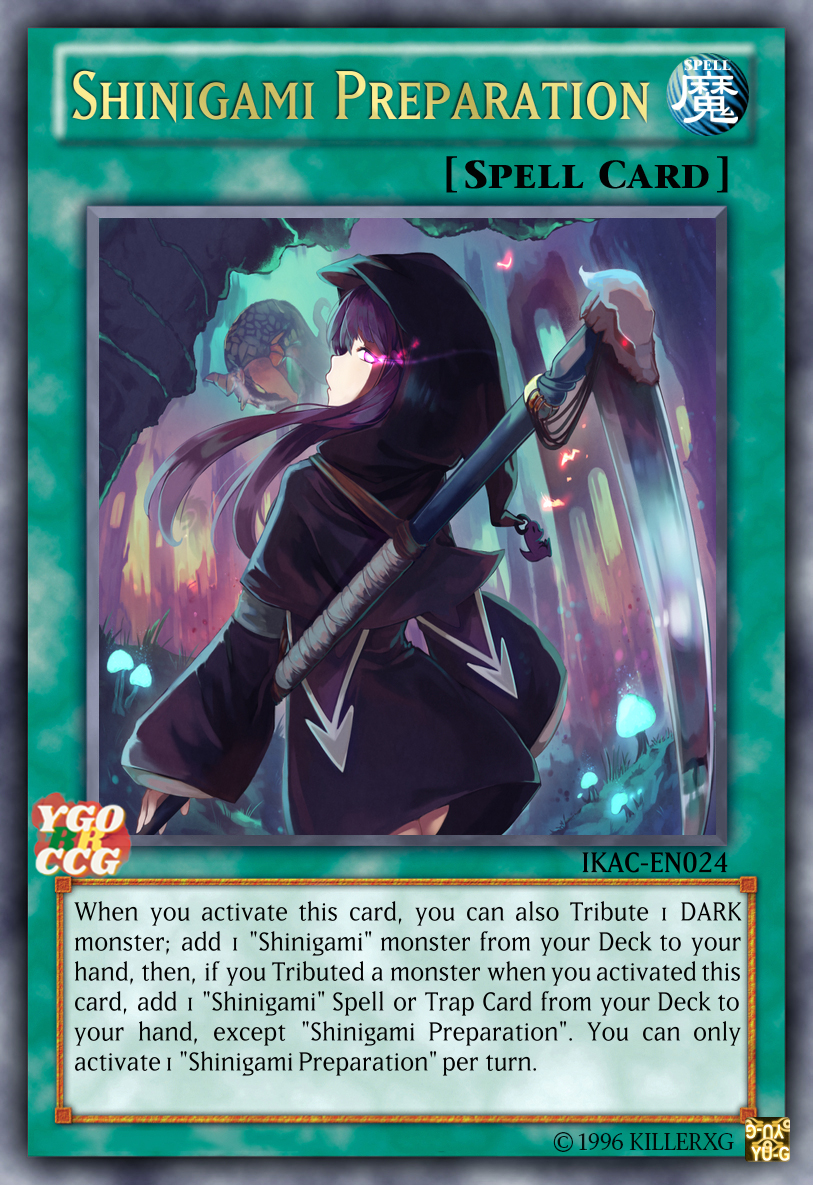 Shinigami Preparation
SPELL
魔
[Spell Card]
YGO
CCG
IKAC-EN024
When you activate this card, you can also Tribute 1 DARK
monster; add 1 "Shinigami" monster from your Deck to your
hand, then, if you Tributed a monster when you activated this
card, add 1 "Shinigami" Spell or Trap Card from your Deck to
your hand, except "Shinigami Preparation". You can only
activate 1 "Shinigami Preparation" per turn.
© 1996 KILLERXG